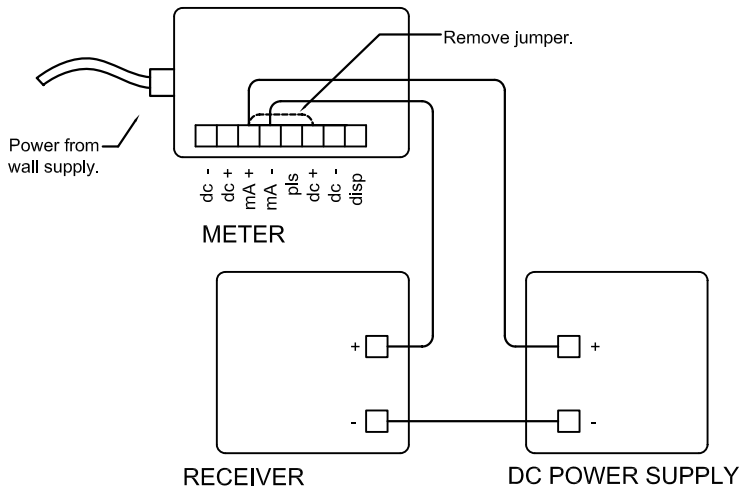 Remove jumper.
Power from
wall supply.
dc -
dc +
mA +
mA -
pls
dc +
dc -
disp
METER
+
+
-
-
RECEIVER
DC POWER SUPPLY